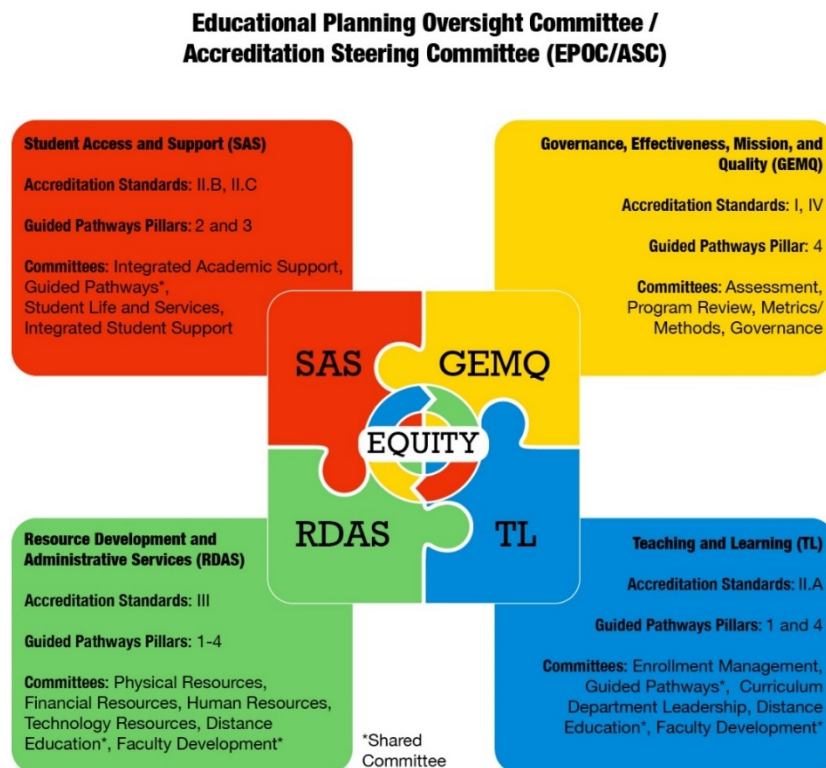 Educational Planning Oversight Committee /
Accreditation Steering Committee (EPOC/ASC)
Student Access and Support (SAS)
Accreditation Standards: II.B, II.C
Guided Pathways Pillars: 2 and 3
Committees: Integrated Academic Support,
Guided Pathways*,
Student Life and Services,
Integrated Student Support
Governance, Effectiveness, Mission, and
Quality (GEMQ)
Accreditation Standards: I, IV
Guided Pathways Pillar: 4
Committees: Assessment,
Program Review, Metrics/
Methods, Governance
SAS
GEMQ
EQUITY
RDAS
TL
Resource Development and
Administrative Services (RDAS)
Accreditation Standards: III
Guided Pathways Pillars: 1-4
Committees: Physical Resources,
Financial Resources, Human Resources,
Technology Resources, Distance
Education*, Faculty Development*
*Shared
Committee
Teaching and Learning (TL)
Accreditation Standards: II.A
Guided Pathways Pillars: 1 and 4
Committees: Enrollment Management,
Guided Pathways*, Curriculum
Department Leadership, Distance
Education*, Faculty Development*